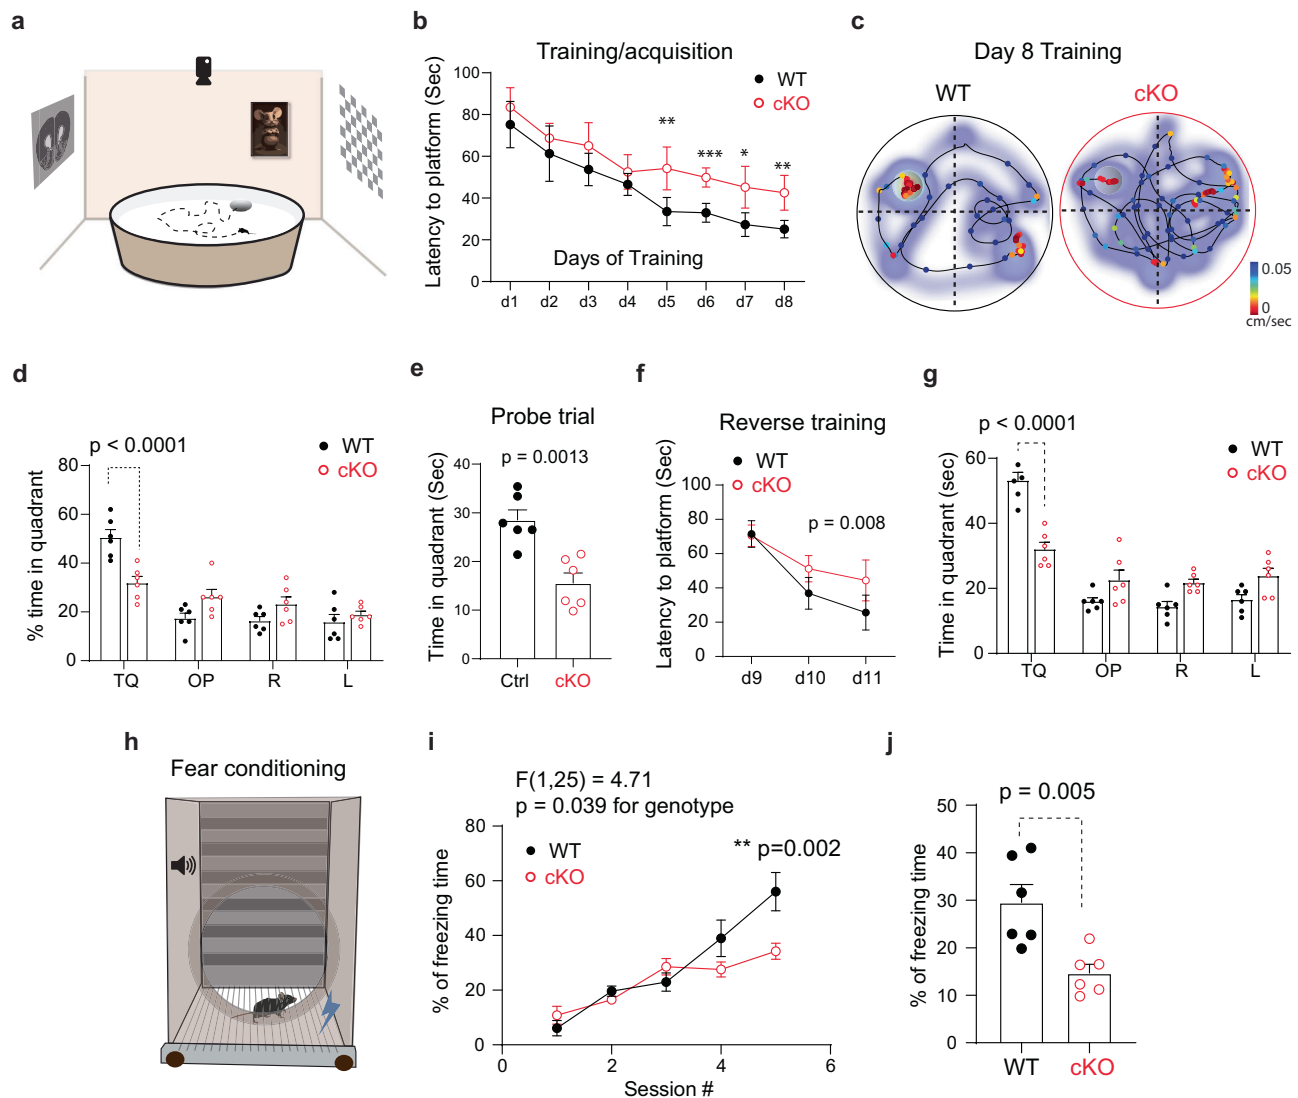 a
b
Training/acquisition
WT
cKO
Latency to platform (Sec)
100
80
60
40
20
0
**
***
*
**
Days of Training
d1 d2 d3 d4 d5 d6 d7 d8
c
Day 8 Training
WT
cKO
0.05
0
cm/sec
d
p < 0.0001
WT
cKO
% time in quadrant
80
60
40
20
0
TQ OP R L
e
Probe trial
p = 0.0013
Time in quadrant (Sec)
40
30
20
10
0
Ctrl cKO
f
Reverse training
WT
cKO
p = 0.008
Latency to platform (Sec)
100
80
60
40
20
0
d9 d10 d11
g
p < 0.0001
WT
cKO
Time in quadrant (sec)
60
40
20
0
TQ OP R L
h
Fear conditioning
i
F(1,25) = 4.71
p = 0.039 for genotype
WT
cKO
** p=0.002
% of freezing time
80
60
40
20
0
0 2 4 6
Session #
j
p = 0.005
% of freezing time
50
40
30
20
10
0
WT cKO